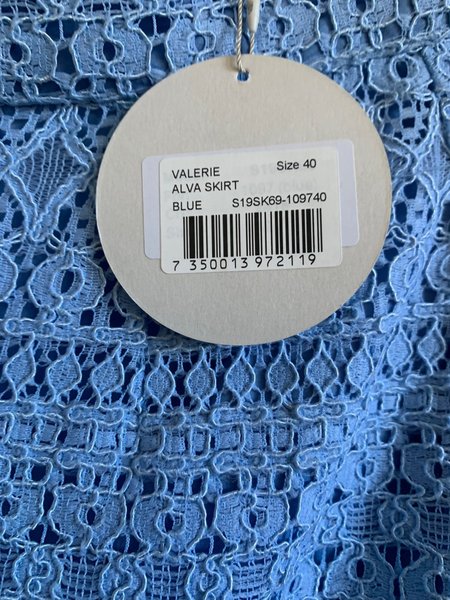 VALERIE Size 40
ALVA SKIRT
BLUE S19SK69-109740
7 350013 972119